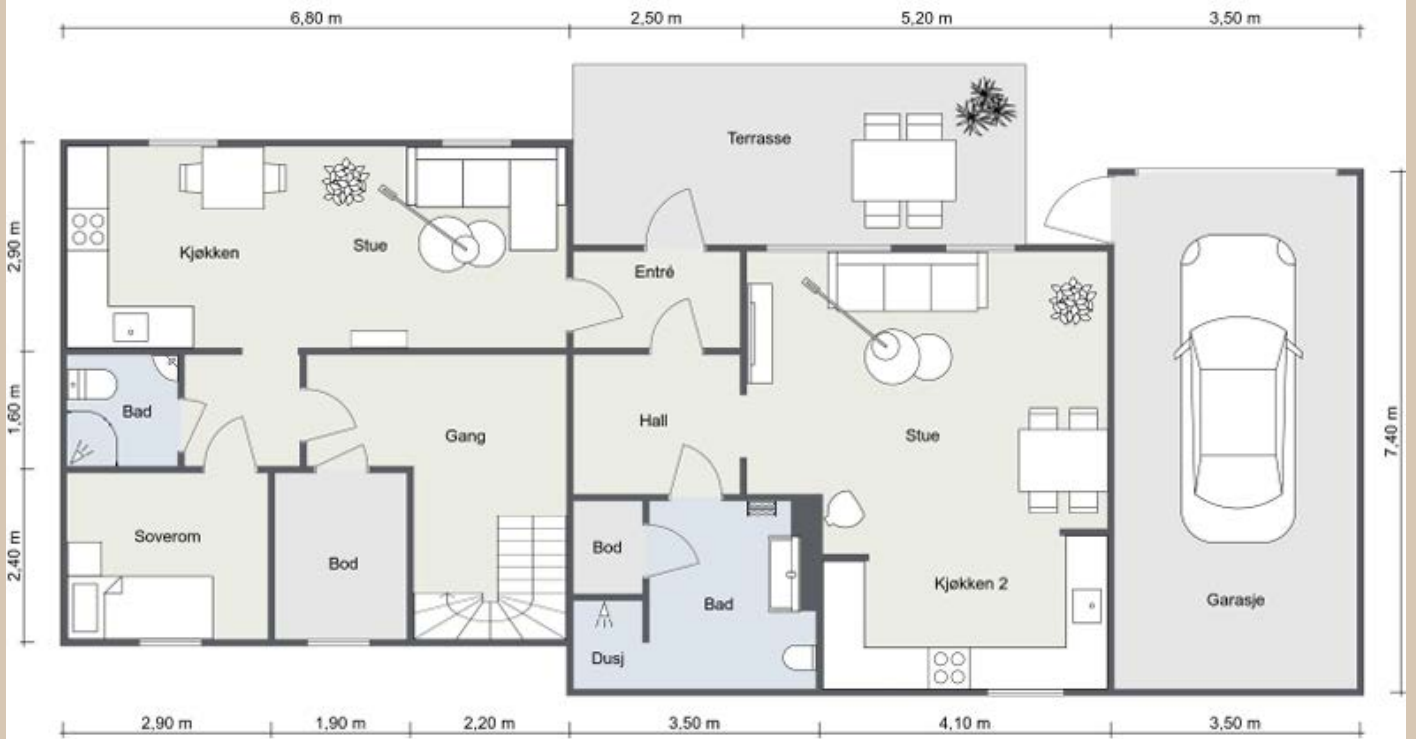 6,80 m
2,50 m
5,20 m
3,50 m
Terrasse
Kjøkken
Stue
Entré
2,90 m
Bad
Gang
Hall
Stue
1,60 m
7,40 m
Soverom
Bod
Bod
Bad
Kjøkken 2
Garasje
2,40 m
Dusj
2,90 m
1,90 m
2,20 m
3,50 m
4,10 m
3,50 m